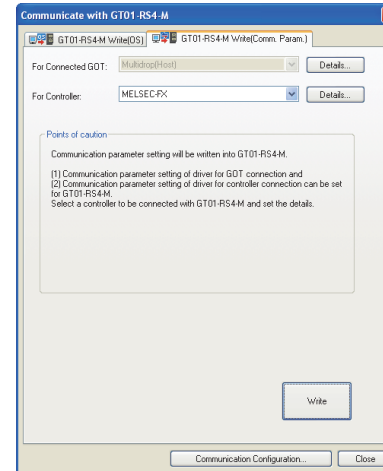 Communicate with GT01-RS4-M
GT01-RS4-M Write(OS) GT01-RS4-M Write(Comm. Param.)
For Connected GOT: Multidrop(Host) Details...
For Controller: MELSEC-FX Details...
Points of caution
Communication parameter setting will be written into GT01-RS4-M.
(1) Communication parameter setting of driver for GOT connection and
(2) Communication parameter setting of driver for controller connection can be set
for GT01-RS4-M.
Select a controller to be connected with GT01-RS4-M and set the details.
Write
Communication Configuration... Close